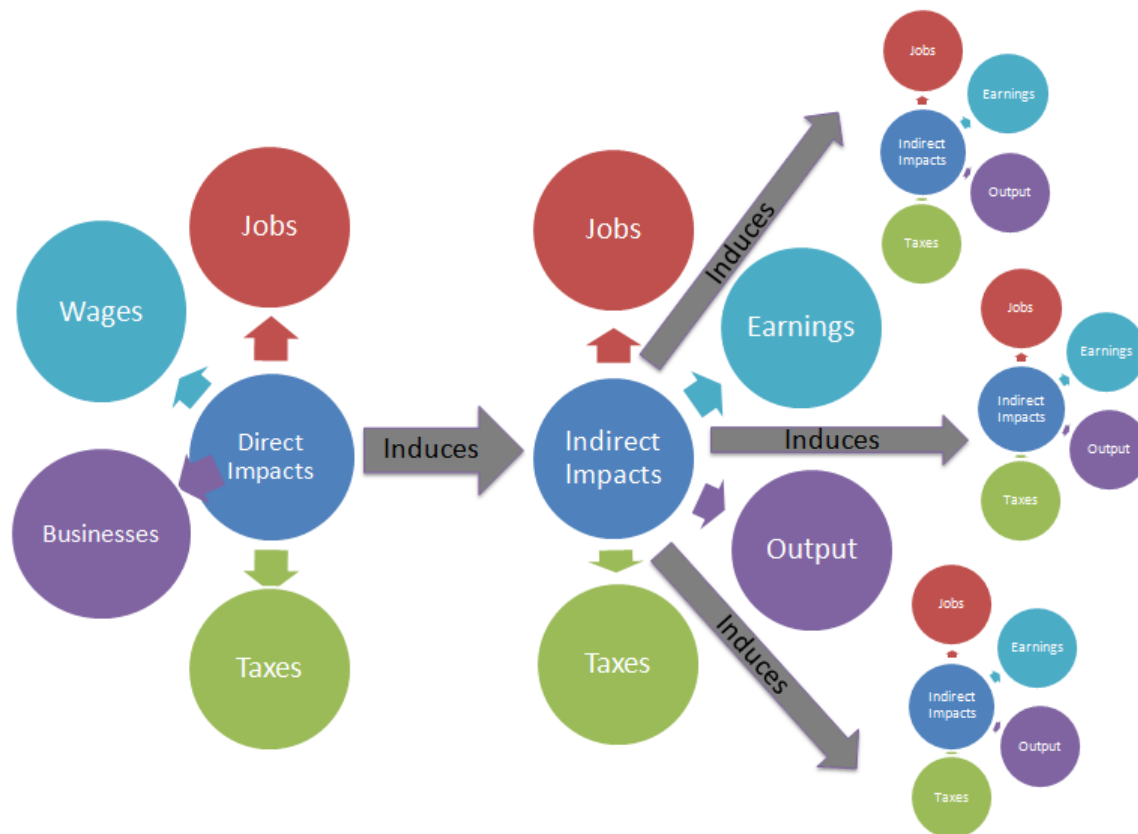 Jobs
Wages
Direct
Impacts
Businesses
Taxes
Induces
Jobs
Earnings
Indirect
Impacts
Output
Taxes
Induces
Jobs
Earnings
Indirect
Impacts
Output
Taxes
Induces
Jobs
Earnings
Indirect
Impacts
Output
Taxes
Induces
Jobs
Earnings
Indirect
Impacts
Output
Taxes